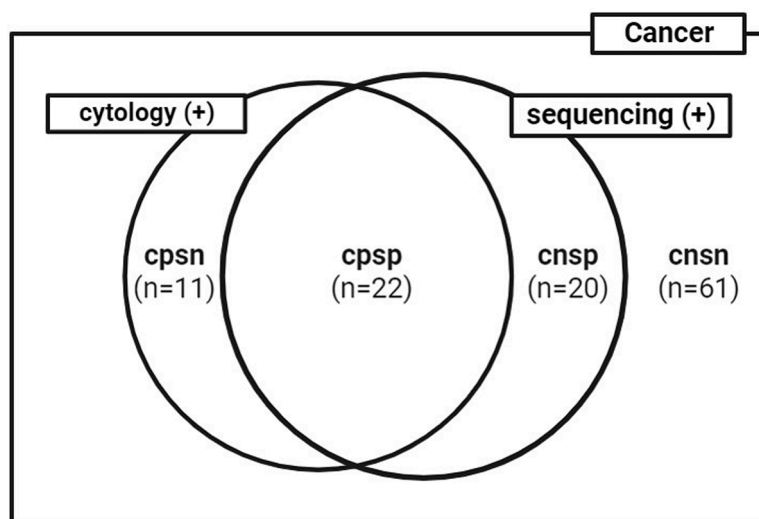 Cancer
cytology (+)
sequencing (+)
cpsn
(n=11)
cpsp
(n=22)
cnsp
(n=20)
cnsn
(n=61)